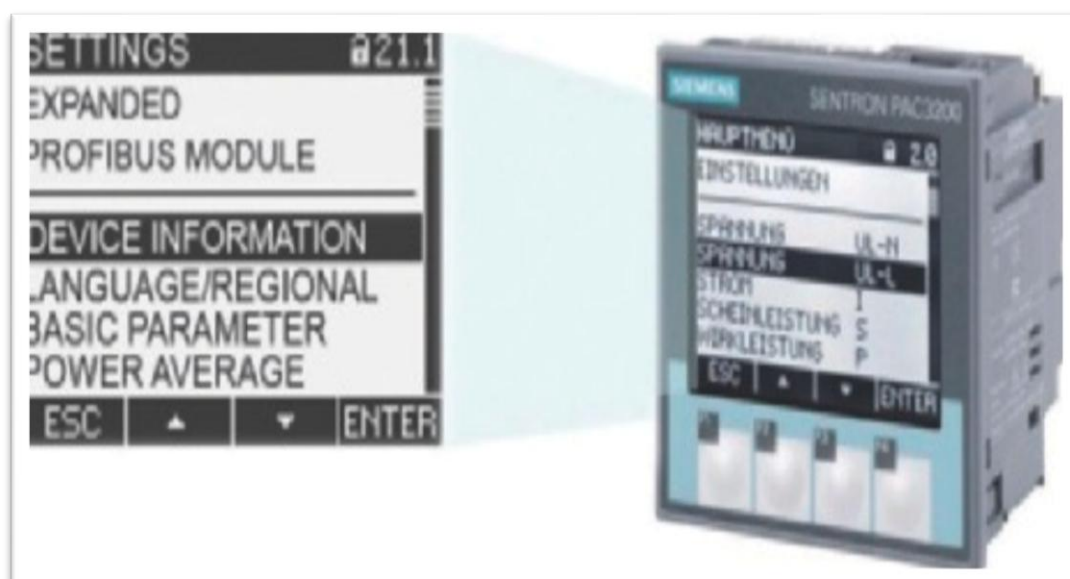 SETTINGS 21.1
EXPANDED
PROFIBUS MODULE
DEVICE INFORMATION
LANGUAGE/REGIONAL
BASIC PARAMETER
POWER AVERAGE
ESC ▲ ▼ ENTER
SIEMENS
SENTRON PAC3200
HAUPTMENÜ 2.0
EINSTELLUNGEN
SPANNUNG UL-N
SPANNUNG UL-L
STROM I
SCHEINLEISTUNG S
WIRKLEISTUNG P
ESC ▲ ▼ ENTER